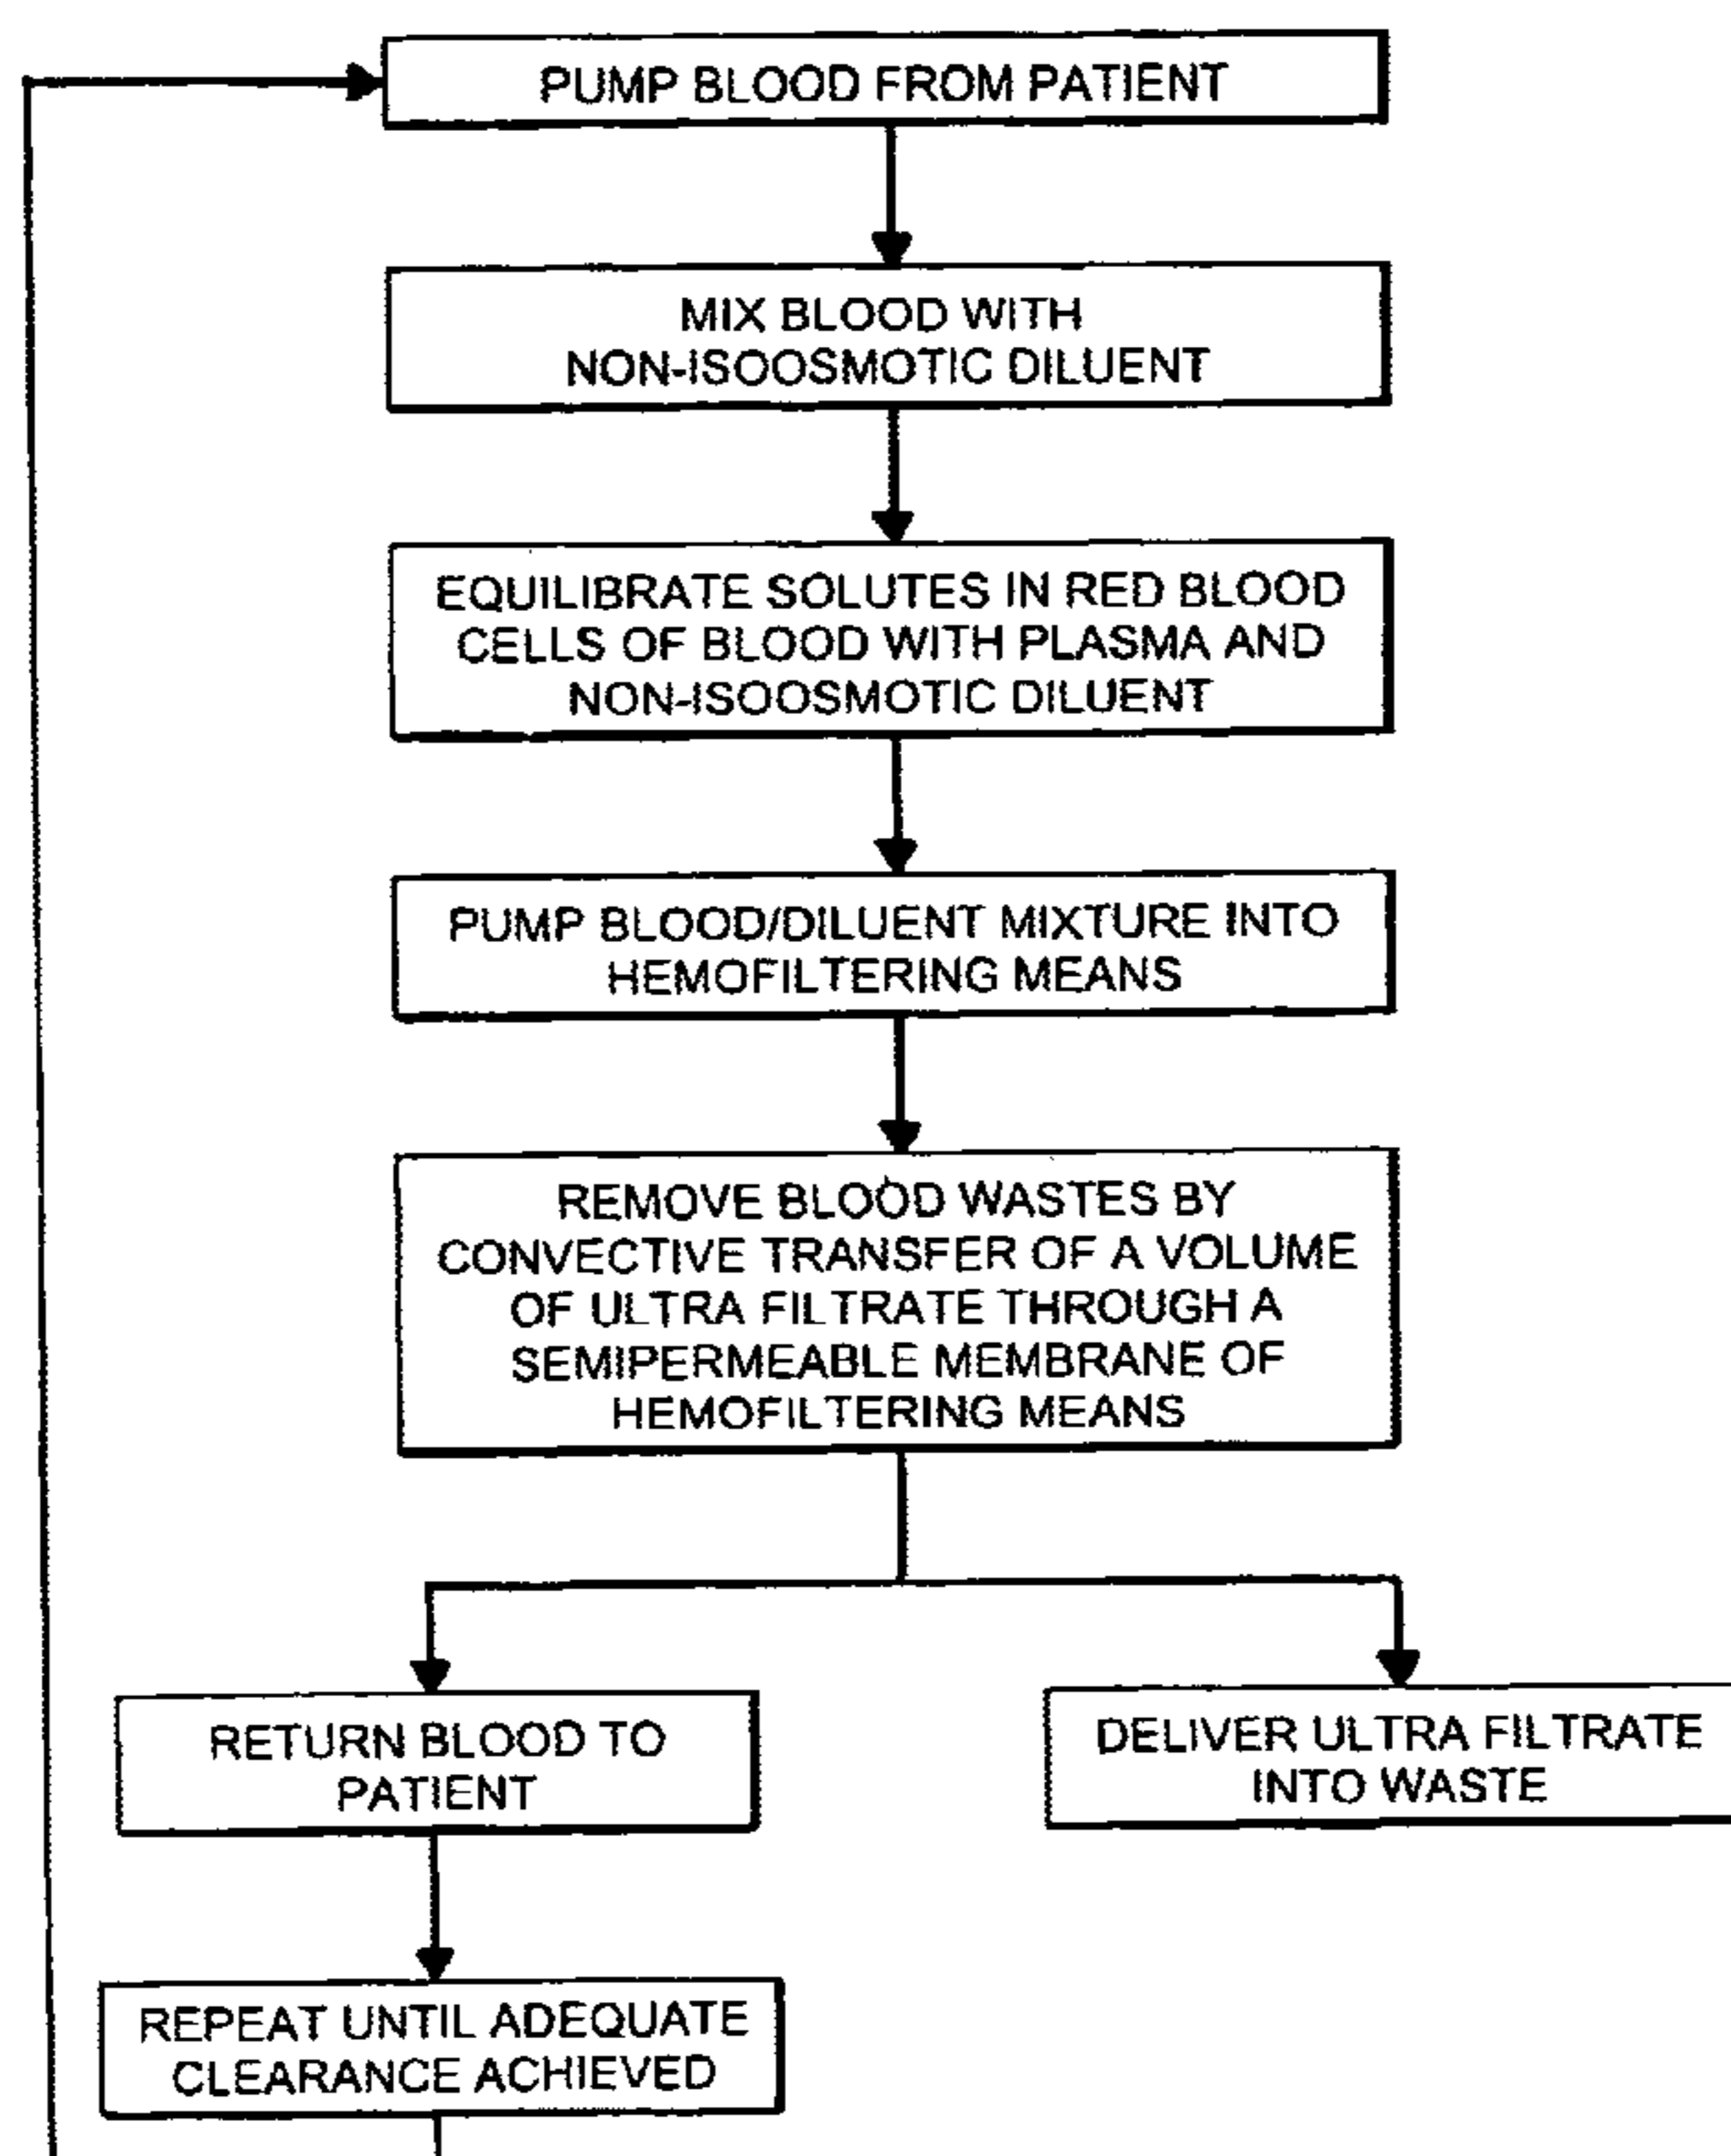 PUMP BLOOD FROM PATIENT
MIX BLOOD WITH
NON-ISOOSMOTIC DILUENT
EQUILIBRATE SOLUTES IN RED BLOOD
CELLS OF BLOOD WITH PLASMA AND
NON-ISOOSMOTIC DILUENT
PUMP BLOOD/DILUENT MIXTURE INTO
HEMOFILTERING MEANS
REMOVE BLOOD WASTES BY
CONVECTIVE TRANSFER OF A VOLUME
OF ULTRA FILTRATE THROUGH A
SEMIPERMEABLE MEMBRANE OF
HEMOFILTERING MEANS
RETURN BLOOD TO
PATIENT
DELIVER ULTRA FILTRATE
INTO WASTE
REPEAT UNTIL ADEQUATE
CLEARANCE ACHIEVED